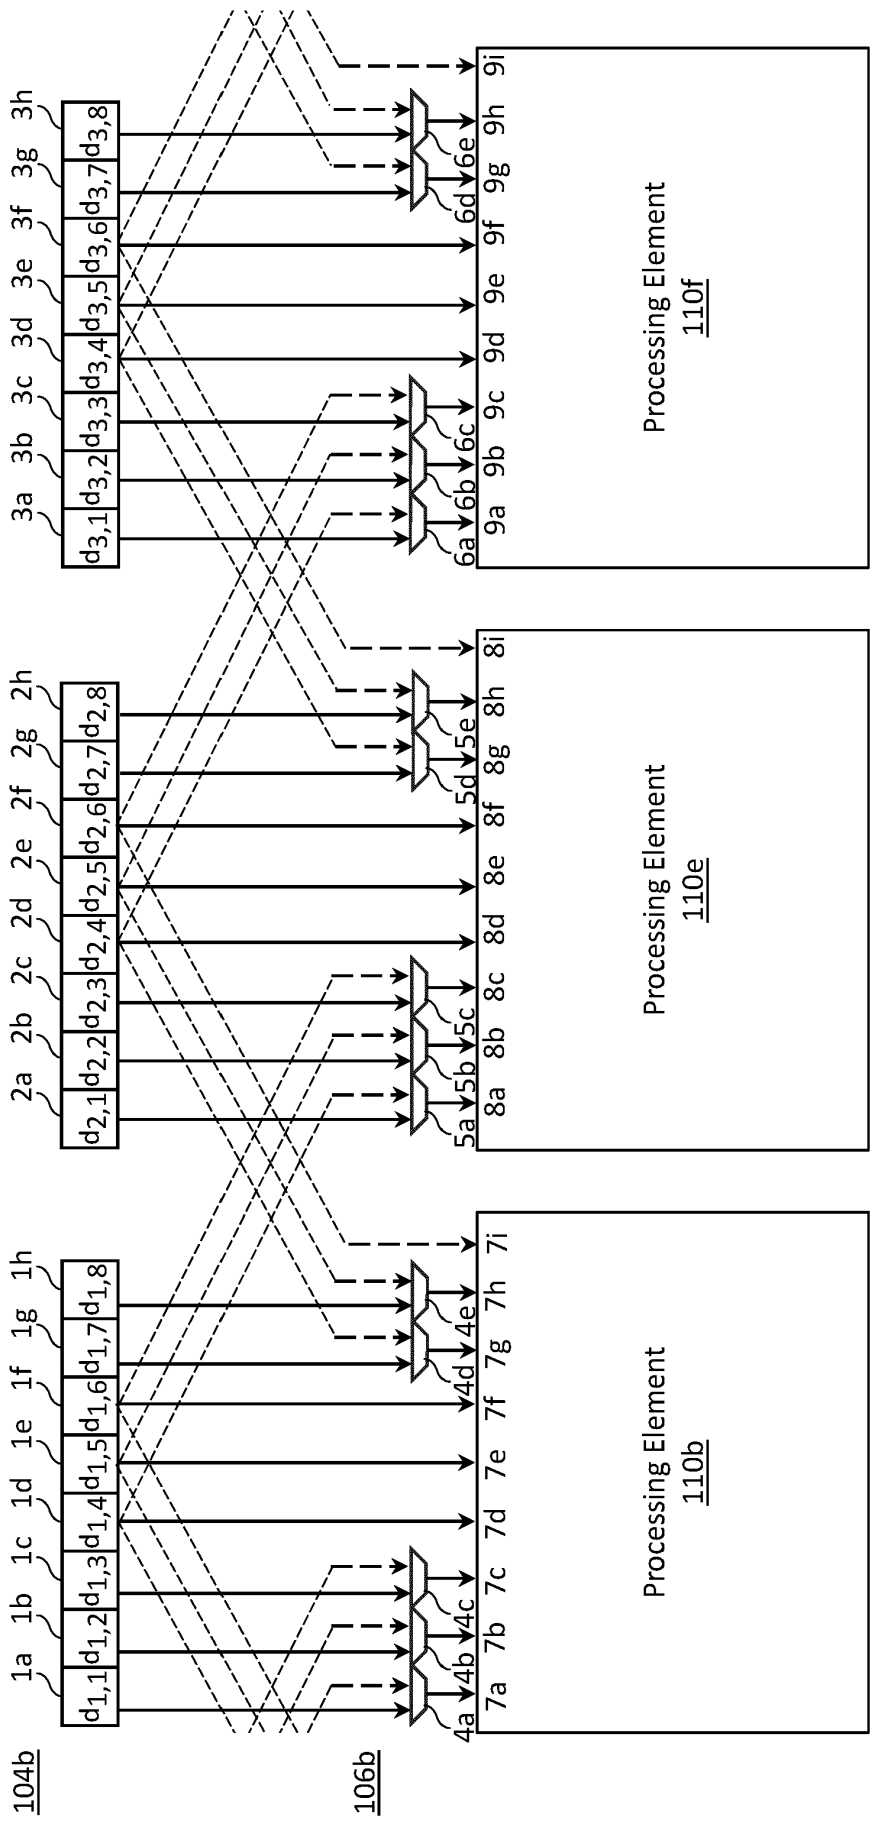 104b
1a 1b 1c 1d 1e 1f 1g 1h
2a 2b 2c 2d 2e 2f 2g 2h
3a 3b 3c 3d 3e 3f 3g 3h
d1,1 d1,2 d1,3 d1,4 d1,5 d1,6 d1,7 d1,8
d2,1 d2,2 d2,3 d2,4 d2,5 d2,6 d2,7 d2,8
d3,1 d3,2 d3,3 d3,4 d3,5 d3,6 d3,7 d3,8
106b
4a 4b 4c 4d 4e
5a 5b 5c 5d 5e
6a 6b 6c 6d 6e
7a 7b 7c 7d 7e 7f 7g 7h 7i
8a 8b 8c 8d 8e 8f 8g 8h 8i
9a 9b 9c 9d 9e 9f 9g 9h 9i
Processing Element
110b
Processing Element
110e
Processing Element
110f